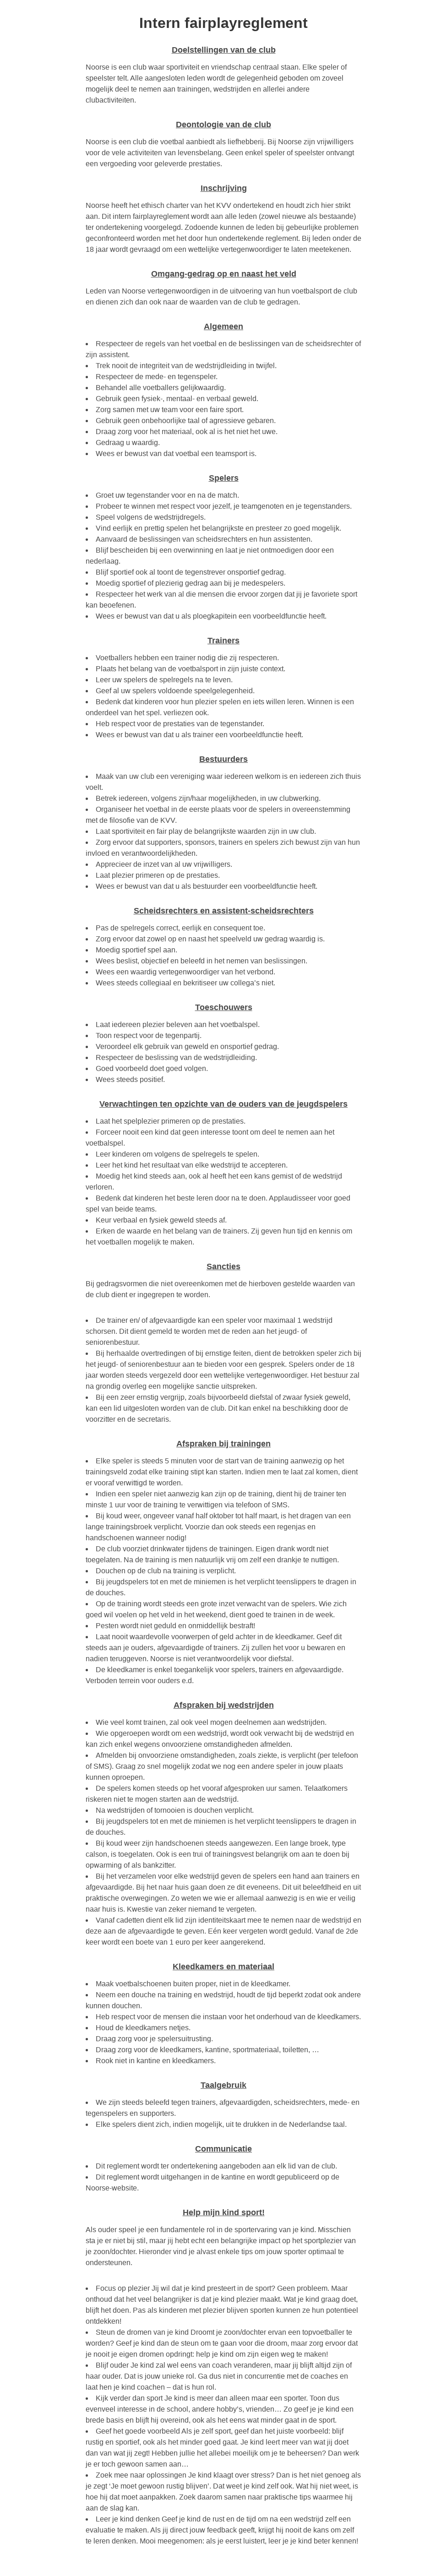 Intern fairplayreglement
Doelstellingen van de club
Noorse is een club waar sportiviteit en vriendschap centraal staan. Elke speler of
speelster telt. Alle aangesloten leden wordt de gelegenheid geboden om zoveel
mogelijk deel te nemen aan trainingen, wedstrijden en allerlei andere
clubactiviteiten.
Deontologie van de club
Noorse is een club die voetbal aanbiedt als liefhebberij. Bij Noorse zijn vrijwilligers
voor de vele activiteiten van levensbelang. Geen enkel speler of speelster ontvangt
een vergoeding voor geleverde prestaties.
Inschrijving
Noorse heeft het ethisch charter van het KVV ondertekend en houdt zich hier strikt
aan. Dit intern fairplayreglement wordt aan alle leden (zowel nieuwe als bestaande)
ter ondertekening voorgelegd. Zodoende kunnen de leden bij gebeurlijke problemen
geconfronteerd worden met het door hun ondertekende reglement. Bij leden onder de
18 jaar wordt gevraagd om een wettelijke vertegenwoordiger te laten meetekenen.
Omgang-gedrag op en naast het veld
Leden van Noorse vertegenwoordigen in de uitvoering van hun voetbalsport de club
en dienen zich dan ook naar de waarden van de club te gedragen.
Algemeen
• Respecteer de regels van het voetbal en de beslissingen van de scheidsrechter of
zijn assistent.
• Trek nooit de integriteit van de wedstrijdleiding in twijfel.
• Respecteer de mede- en tegenspeler.
• Behandel alle voetballers gelijkwaardig.
• Gebruik geen fysiek-, mentaal- en verbaal geweld.
• Zorg samen met uw team voor een faire sport.
• Gebruik geen onbehoorlijke taal of agressieve gebaren.
• Draag zorg voor het materiaal, ook al is het niet het uwe.
• Gedraag u waardig.
• Wees er bewust van dat voetbal een teamsport is.
Spelers
• Groet uw tegenstander voor en na de match.
• Probeer te winnen met respect voor jezelf, je teamgenoten en je tegenstanders.
• Speel volgens de wedstrijdregels.
• Vind eerlijk en prettig spelen het belangrijkste en presteer zo goed mogelijk.
• Aanvaard de beslissingen van scheidsrechters en hun assistenten.
• Blijf bescheiden bij een overwinning en laat je niet ontmoedigen door een
nederlaag.
• Blijf sportief ook al toont de tegenstrever onsportief gedrag.
• Moedig sportief of plezierig gedrag aan bij je medespelers.
• Respecteer het werk van al die mensen die ervoor zorgen dat jij je favoriete sport
kan beoefenen.
• Wees er bewust van dat u als ploegkapitein een voorbeeldfunctie heeft.
Trainers
• Voetballers hebben een trainer nodig die zij respecteren.
• Plaats het belang van de voetbalsport in zijn juiste context.
• Leer uw spelers de spelregels na te leven.
• Geef al uw spelers voldoende speelgelegenheid.
• Bedenk dat kinderen voor hun plezier spelen en iets willen leren. Winnen is een
onderdeel van het spel. verliezen ook.
• Heb respect voor de prestaties van de tegenstander.
• Wees er bewust van dat u als trainer een voorbeeldfunctie heeft.
Bestuurders
• Maak van uw club een vereniging waar iedereen welkom is en iedereen zich thuis
voelt.
• Betrek iedereen, volgens zijn/haar mogelijkheden, in uw clubwerking.
• Organiseer het voetbal in de eerste plaats voor de spelers in overeenstemming
met de filosofie van de KVV.
• Laat sportiviteit en fair play de belangrijkste waarden zijn in uw club.
• Zorg ervoor dat supporters, sponsors, trainers en spelers zich bewust zijn van hun
invloed en verantwoordelijkheden.
• Apprecieer de inzet van al uw vrijwilligers.
• Laat plezier primeren op de prestaties.
• Wees er bewust van dat u als bestuurder een voorbeeldfunctie heeft.
Scheidsrechters en assistent-scheidsrechters
• Pas de spelregels correct, eerlijk en consequent toe.
• Zorg ervoor dat zowel op en naast het speelveld uw gedrag waardig is.
• Moedig sportief spel aan.
• Wees beslist, objectief en beleefd in het nemen van beslissingen.
• Wees een waardig vertegenwoordiger van het verbond.
• Wees steeds collegiaal en bekritiseer uw collega's niet.
Toeschouwers
• Laat iedereen plezier beleven aan het voetbalspel.
• Toon respect voor de tegenpartij.
• Veroordeel elk gebruik van geweld en onsportief gedrag.
• Respecteer de beslissing van de wedstrijdleiding.
• Goed voorbeeld doet goed volgen.
• Wees steeds positief.
Verwachtingen ten opzichte van de ouders van de jeugdspelers
• Laat het spelplezier primeren op de prestaties.
• Forceer nooit een kind dat geen interesse toont om deel te nemen aan het
voetbalspel.
• Leer kinderen om volgens de spelregels te spelen.
• Leer het kind het resultaat van elke wedstrijd te accepteren.
• Moedig het kind steeds aan, ook al heeft het een kans gemist of de wedstrijd
verloren.
• Bedenk dat kinderen het beste leren door na te doen. Applaudisseer voor goed
spel van beide teams.
• Keur verbaal en fysiek geweld steeds af.
• Erken de waarde en het belang van de trainers. Zij geven hun tijd en kennis om
het voetballen mogelijk te maken.
Sancties
Bij gedragsvormen die niet overeenkomen met de hierboven gestelde waarden van
de club dient er ingegrepen te worden.
• De trainer en/ of afgevaardigde kan een speler voor maximaal 1 wedstrijd
schorsen. Dit dient gemeld te worden met de reden aan het jeugd- of
seniorenbestuur.
• Bij herhaalde overtredingen of bij ernstige feiten, dient de betrokken speler zich bij
het jeugd- of seniorenbestuur aan te bieden voor een gesprek. Spelers onder de 18
jaar worden steeds vergezeld door een wettelijke vertegenwoordiger. Het bestuur zal
na grondig overleg een mogelijke sanctie uitspreken.
• Bij een zeer ernstig vergrijp, zoals bijvoorbeeld diefstal of zwaar fysiek geweld,
kan een lid uitgesloten worden van de club. Dit kan enkel na beschikking door de
voorzitter en de secretaris.
Afspraken bij trainingen
• Elke speler is steeds 5 minuten voor de start van de training aanwezig op het
trainingsveld zodat elke training stipt kan starten. Indien men te laat zal komen, dient
er vooraf verwittigd te worden.
• Indien een speler niet aanwezig kan zijn op de training, dient hij de trainer ten
minste 1 uur voor de training te verwittigen via telefoon of SMS.
• Bij koud weer, ongeveer vanaf half oktober tot half maart, is het dragen van een
lange trainingsbroek verplicht. Voorzie dan ook steeds een regenjas en
handschoenen wanneer nodig!
• De club voorziet drinkwater tijdens de trainingen. Eigen drank wordt niet
toegelaten. Na de training is men natuurlijk vrij om zelf een drankje te nuttigen.
• Douchen op de club na training is verplicht.
• Bij jeugdspelers tot en met de miniemen is het verplicht teenslippers te dragen in
de douches.
• Op de training wordt steeds een grote inzet verwacht van de spelers. Wie zich
goed wil voelen op het veld in het weekend, dient goed te trainen in de week.
• Pesten wordt niet geduld en onmiddellijk bestraft!
• Laat nooit waardevolle voorwerpen of geld achter in de kleedkamer. Geef dit
steeds aan je ouders, afgevaardigde of trainers. Zij zullen het voor u bewaren en
nadien teruggeven. Noorse is niet verantwoordelijk voor diefstal.
• De kleedkamer is enkel toegankelijk voor spelers, trainers en afgevaardigde.
Verboden terrein voor ouders e.d.
Afspraken bij wedstrijden
• Wie veel komt trainen, zal ook veel mogen deelnemen aan wedstrijden.
• Wie opgeroepen wordt om een wedstrijd, wordt ook verwacht bij de wedstrijd en
kan zich enkel wegens onvoorziene omstandigheden afmelden.
• Afmelden bij onvoorziene omstandigheden, zoals ziekte, is verplicht (per telefoon
of SMS). Graag zo snel mogelijk zodat we nog een andere speler in jouw plaats
kunnen oproepen.
• De spelers komen steeds op het vooraf afgesproken uur samen. Telaatkomers
riskeren niet te mogen starten aan de wedstrijd.
• Na wedstrijden of tornooien is douchen verplicht.
• Bij jeugdspelers tot en met de miniemen is het verplicht teenslippers te dragen in
de douches.
• Bij koud weer zijn handschoenen steeds aangewezen. Een lange broek, type
calson, is toegelaten. Ook is een trui of trainingsvest belangrijk om aan te doen bij
opwarming of als bankzitter.
• Bij het verzamelen voor elke wedstrijd geven de spelers een hand aan trainers en
afgevaardigde. Bij het naar huis gaan doen ze dit eveneens. Dit uit beleefdheid en uit
praktische overwegingen. Zo weten we wie er allemaal aanwezig is en wie er veilig
naar huis is. Kwestie van zeker niemand te vergeten.
• Vanaf cadetten dient elk lid zijn identiteitskaart mee te nemen naar de wedstrijd en
deze aan de afgevaardigde te geven. Eén keer vergeten wordt geduld. Vanaf de 2de
keer wordt een boete van 1 euro per keer aangerekend.
Kleedkamers en materiaal
• Maak voetbalschoenen buiten proper, niet in de kleedkamer.
• Neem een douche na training en wedstrijd, houdt de tijd beperkt zodat ook andere
kunnen douchen.
• Heb respect voor de mensen die instaan voor het onderhoud van de kleedkamers.
• Houd de kleedkamers netjes.
• Draag zorg voor je spelersuitrusting.
• Draag zorg voor de kleedkamers, kantine, sportmateriaal, toiletten, …
• Rook niet in kantine en kleedkamers.
Taalgebruik
• We zijn steeds beleefd tegen trainers, afgevaardigden, scheidsrechters, mede- en
tegenspelers en supporters.
• Elke spelers dient zich, indien mogelijk, uit te drukken in de Nederlandse taal.
Communicatie
• Dit reglement wordt ter ondertekening aangeboden aan elk lid van de club.
• Dit reglement wordt uitgehangen in de kantine en wordt gepubliceerd op de
Noorse-website.
Help mijn kind sport!
Als ouder speel je een fundamentele rol in de sportervaring van je kind. Misschien
sta je er niet bij stil, maar jij hebt echt een belangrijke impact op het sportplezier van
je zoon/dochter. Hieronder vind je alvast enkele tips om jouw sporter optimaal te
ondersteunen.
• Focus op plezier Jij wil dat je kind presteert in de sport? Geen probleem. Maar
onthoud dat het veel belangrijker is dat je kind plezier maakt. Wat je kind graag doet,
blijft het doen. Pas als kinderen met plezier blijven sporten kunnen ze hun potentieel
ontdekken!
• Steun de dromen van je kind Droomt je zoon/dochter ervan een topvoetballer te
worden? Geef je kind dan de steun om te gaan voor die droom, maar zorg ervoor dat
je nooit je eigen dromen opdringt: help je kind om zijn eigen weg te maken!
• Blijf ouder Je kind zal wel eens van coach veranderen, maar jij blijft altijd zijn of
haar ouder. Dat is jouw unieke rol. Ga dus niet in concurrentie met de coaches en
laat hen je kind coachen – dat is hun rol.
• Kijk verder dan sport Je kind is meer dan alleen maar een sporter. Toon dus
evenveel interesse in de school, andere hobby's, vrienden… Zo geef je je kind een
brede basis en blijft hij overeind, ook als het eens wat minder gaat in de sport.
• Geef het goede voorbeeld Als je zelf sport, geef dan het juiste voorbeeld: blijf
rustig en sportief, ook als het minder goed gaat. Je kind leert meer van wat jij doet
dan van wat jij zegt! Hebben jullie het allebei moeilijk om je te beheersen? Dan werk
je er toch gewoon samen aan…
• Zoek mee naar oplossingen Je kind klaagt over stress? Dan is het niet genoeg als
je zegt 'Je moet gewoon rustig blijven'. Dat weet je kind zelf ook. Wat hij niet weet, is
hoe hij dat moet aanpakken. Zoek daarom samen naar praktische tips waarmee hij
aan de slag kan.
• Leer je kind denken Geef je kind de rust en de tijd om na een wedstrijd zelf een
evaluatie te maken. Als jij direct jouw feedback geeft, krijgt hij nooit de kans om zelf
te leren denken. Mooi meegenomen: als je eerst luistert, leer je je kind beter kennen!